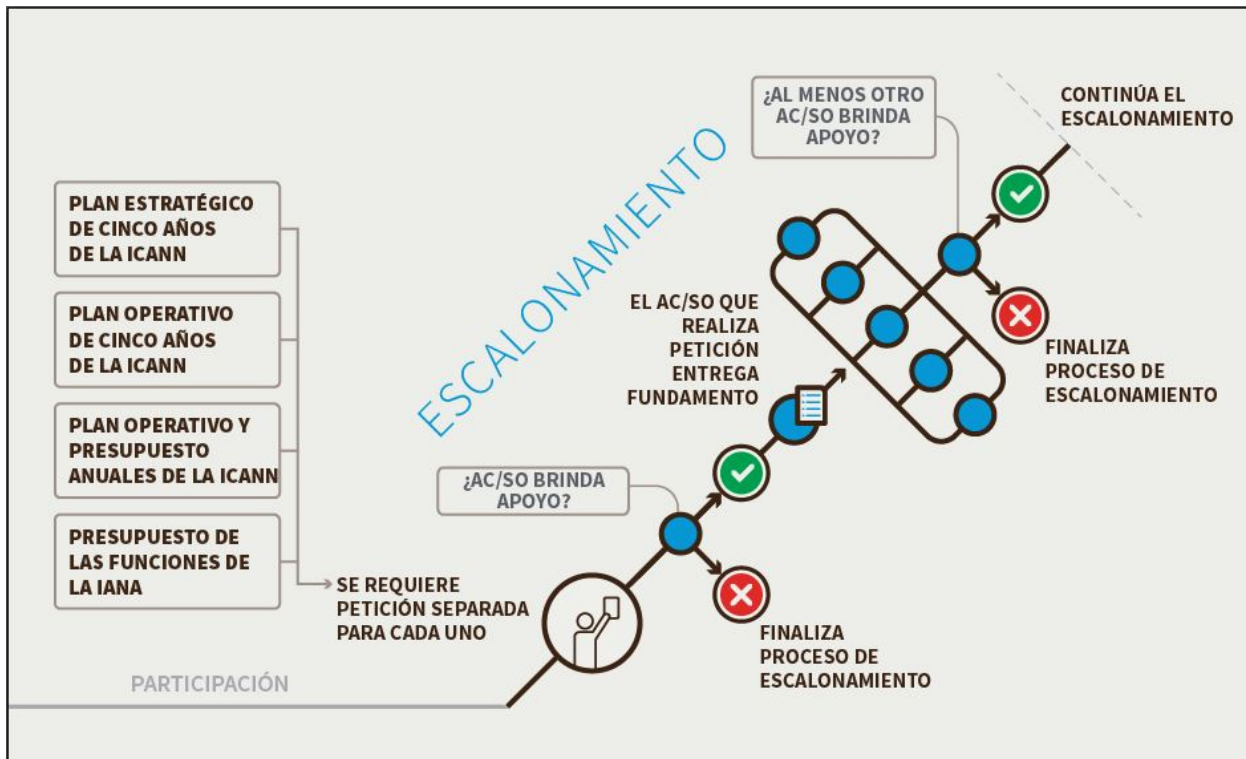 PLAN ESTRATÉGICO
DE CINCO AÑOS
DE LA ICANN
PLAN OPERATIVO
DE CINCO AÑOS
DE LA ICANN
PLAN OPERATIVO Y
PRESUPUESTO
ANUALES DE LA ICANN
PRESUPUESTO DE
LAS FUNCIONES DE
LA IANA
SE REQUIERE
PETICIÓN SEPARADA
PARA CADA UNO
PARTICIPACIÓN
ESCALONAMIENTO
¿AC/SO BRINDA
APOYO?
FINALIZA
PROCESO DE
ESCALONAMIENTO
EL AC/SO QUE
REALIZA
PETICIÓN
ENTREGA
FUNDAMENTO
¿AL MENOS OTRO
AC/SO BRINDA
APOYO?
FINALIZA
PROCESO DE
ESCALONAMIENTO
CONTINÚA EL
ESCALONAMIENTO